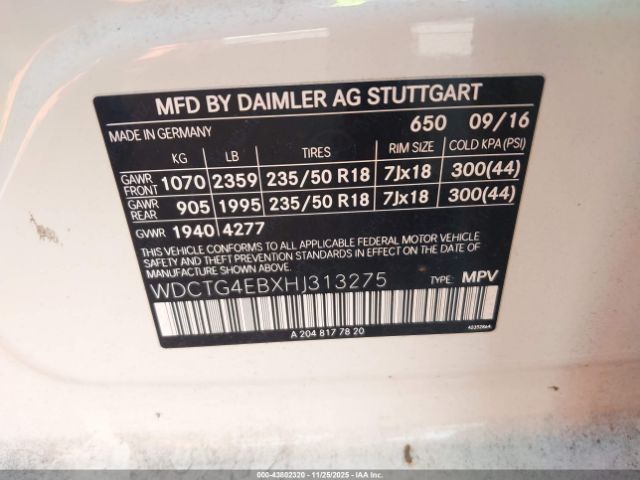 MFD BY DAIMLER AG STUTTGART
MADE IN GERMANY 650 09/16
KG LB TIRES RIM SIZE COLD KPA (PSI)
GAWR FRONT 1070 2359 235/50 R18 7Jx18 300(44)
GAWR REAR 905 1995 235/50 R18 7Jx18 300(44)
GVWR 1940 4277
THIS VEHICLE CONFORMS TO ALL APPLICABLE FEDERAL MOTOR VEHICLE
SAFETY AND THEFT PREVENTION STANDARDS IN EFFECT ON THE DATE
OF MANUFACTURE SHOWN ABOVE.
WDCTG4EBXHJ313275 TYPE: MPV
A 204 817 78 20
000-43802320 - 11/25/2025 - IAAI.COM